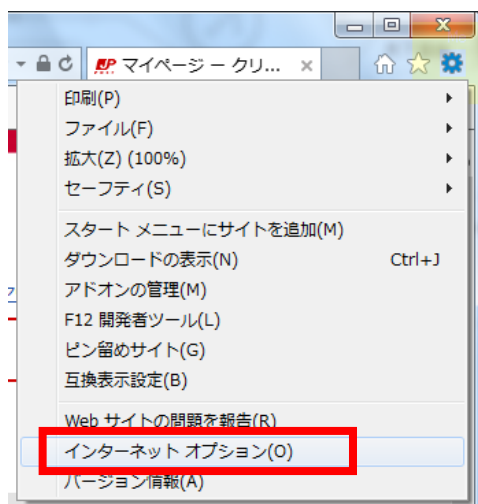 JP マイページ － クリ... ×
印刷(P)
ファイル(F)
拡大(Z) (100%)
セーフティ(S)
スタート メニューにサイトを追加(M)
ダウンロードの表示(N) Ctrl+J
アドオンの管理(M)
F12 開発者ツール(L)
ピン留めサイト(G)
互換表示設定(B)
Web サイトの問題を報告(R)
インターネット オプション(O)
バージョン情報(A)